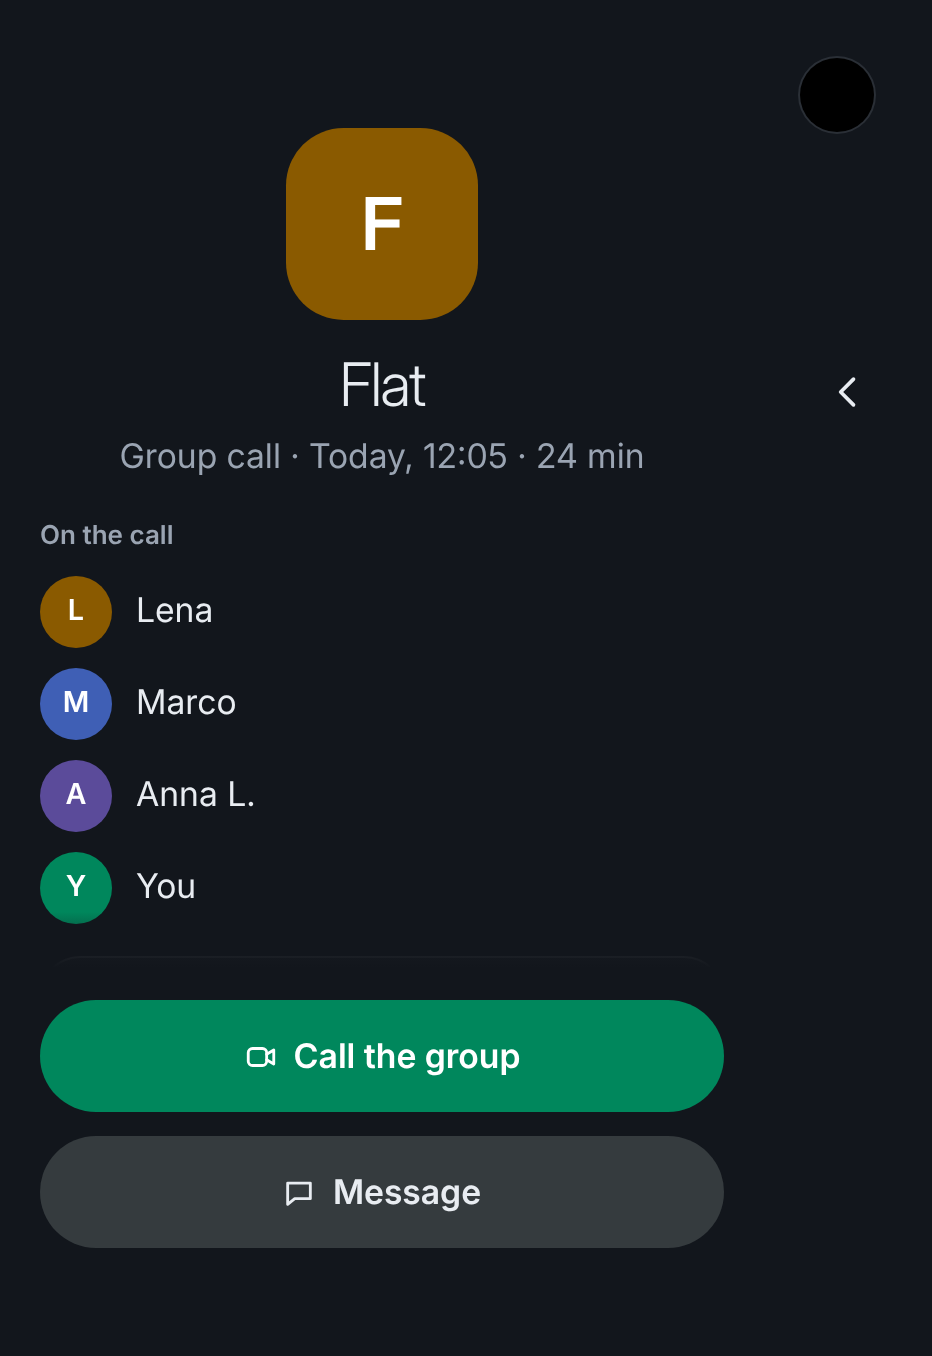 F
Flat
Group call · Today, 12:05 · 24 min
On the call
L Lena
M Marco
A Anna L.
Y You
Call the group
Message